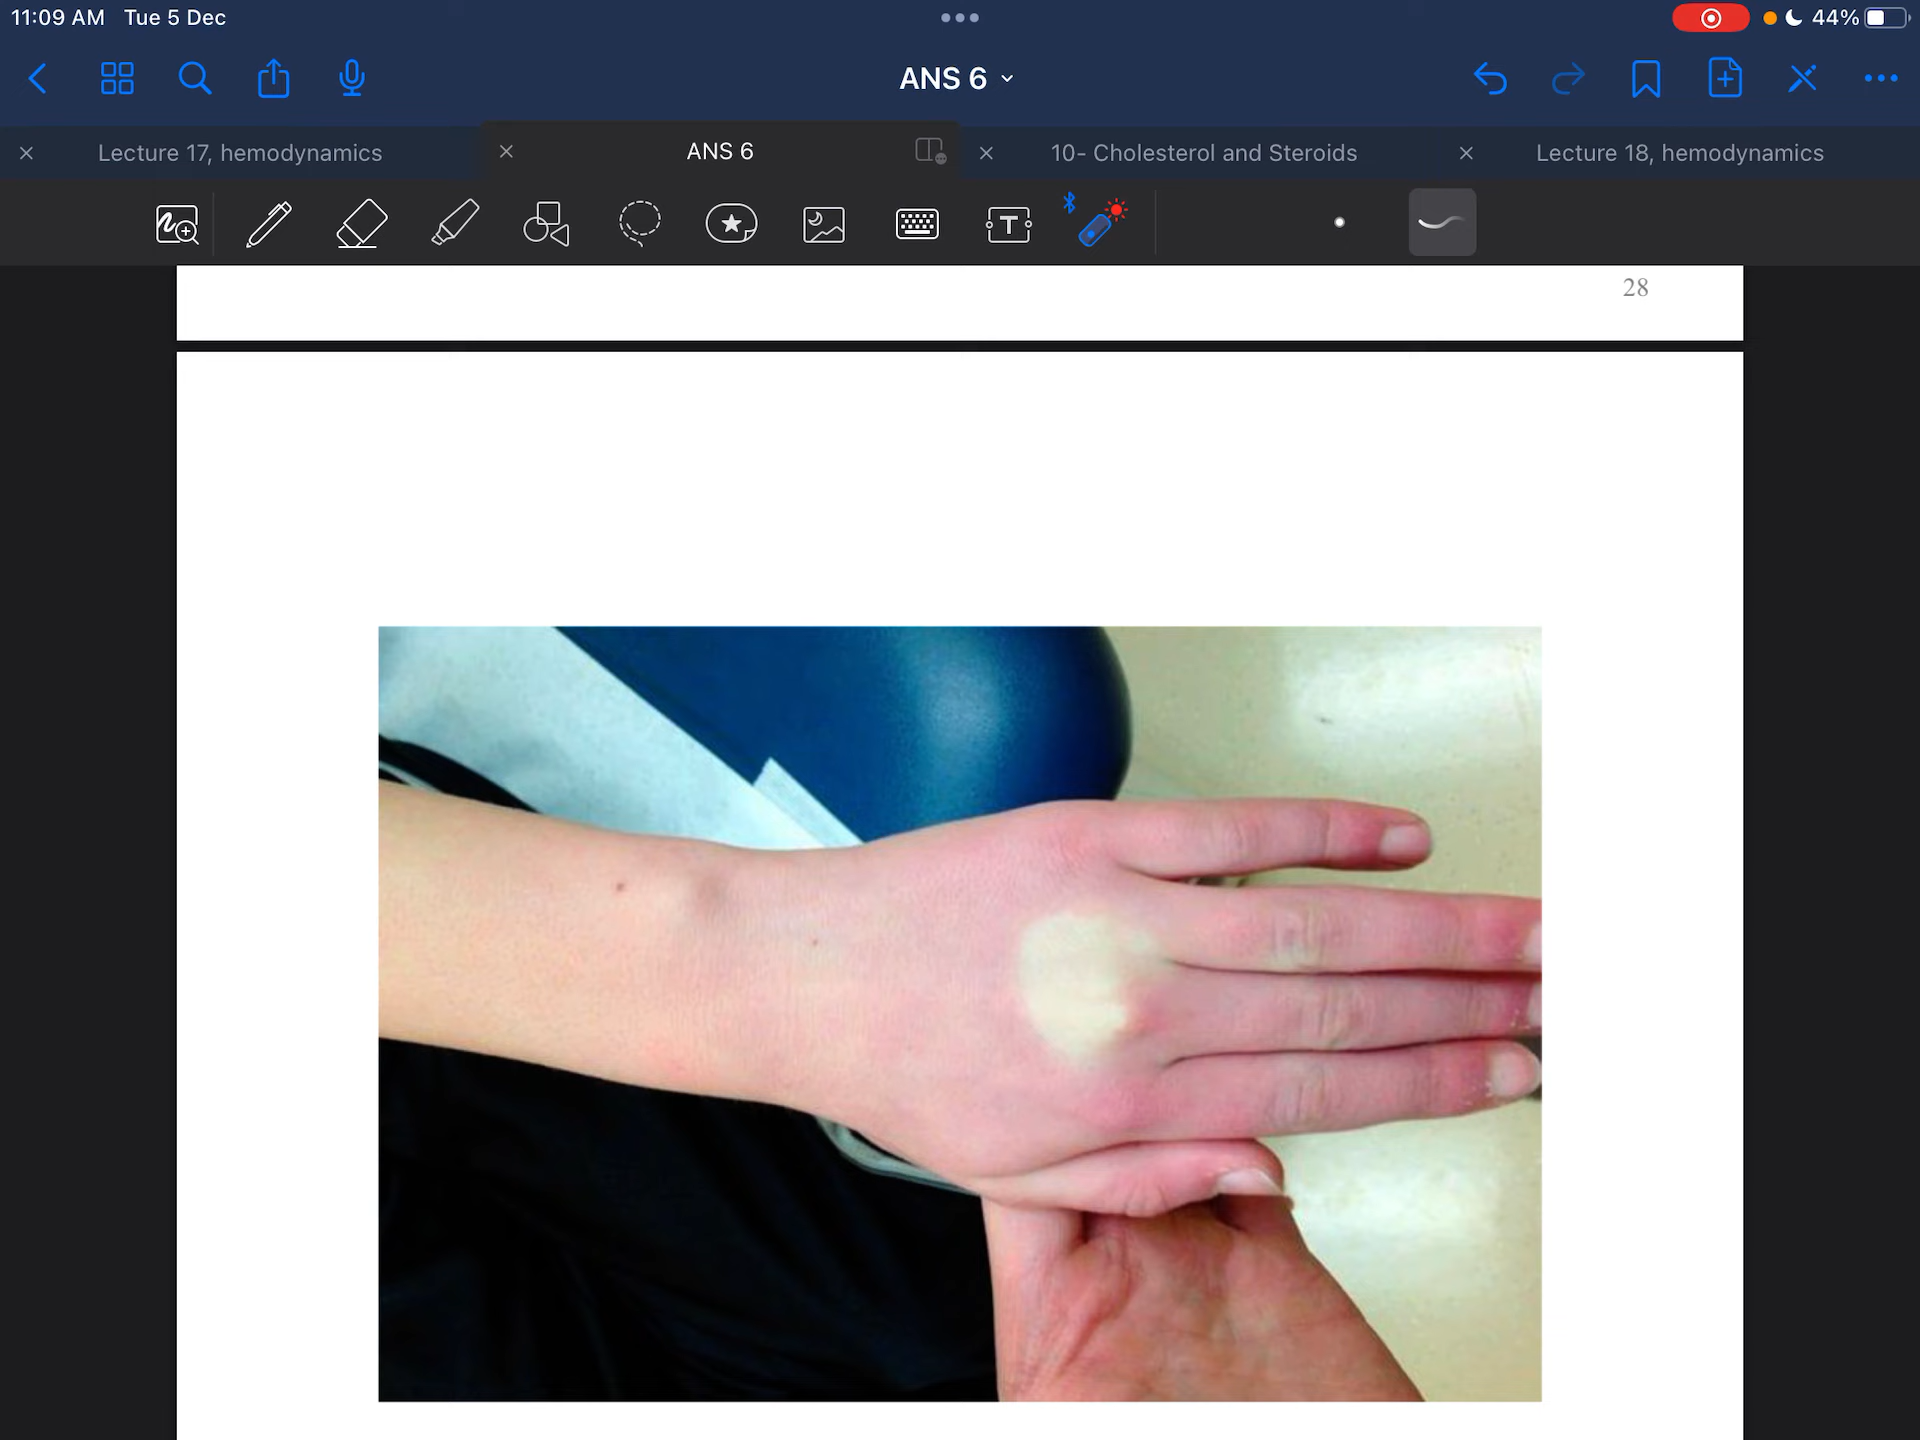 11:09 AM Tue 5 Dec
44%
ANS 6
Lecture 17, hemodynamics
ANS 6
10- Cholesterol and Steroids
Lecture 18, hemodynamics
T
28